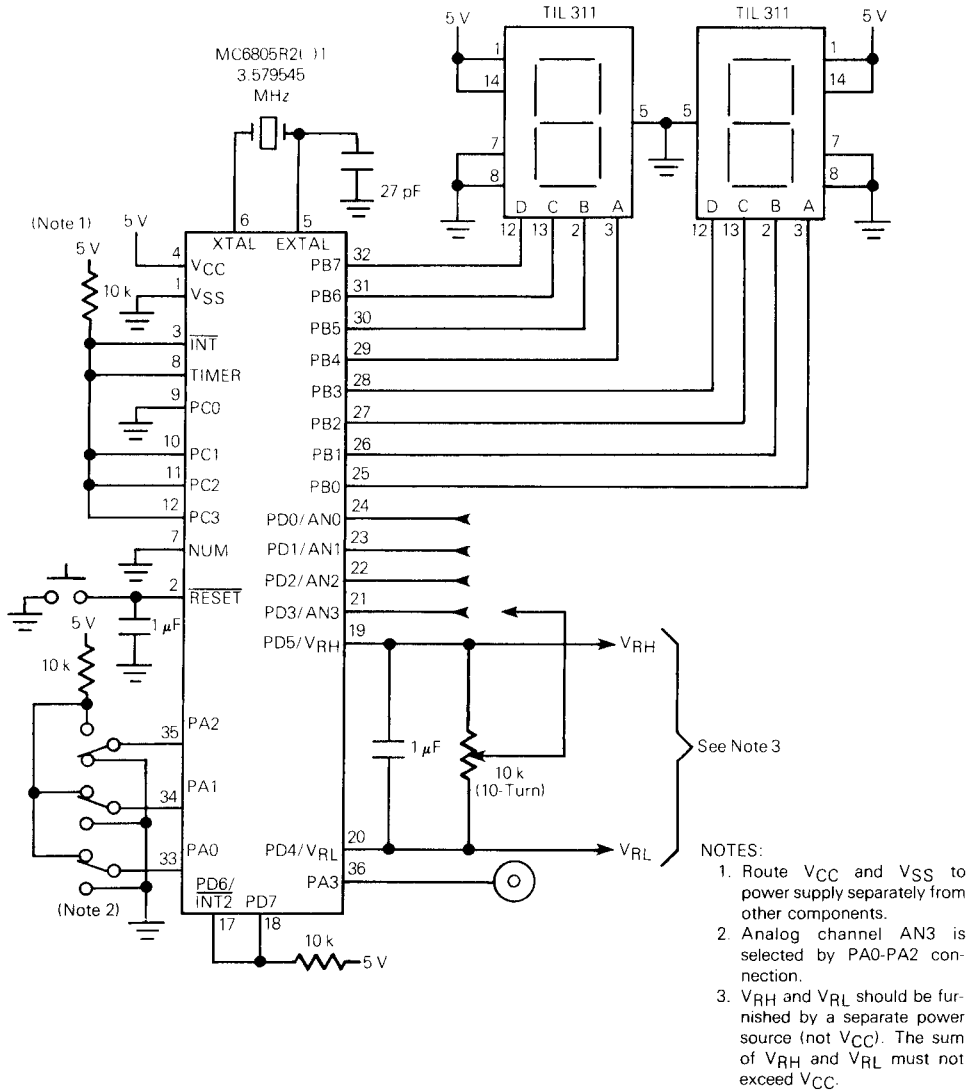 TIL 311
TIL 311
5 V
5 V
MC6805R2( )1
3.579545
MHz
27 pF
1
14
7
8
5
5
1
14
7
8
D C B A
12 13 2 3
D C B A
12 13 2 3
(Note 1)
5 V
5 V
10 k
6
5
XTAL
EXTAL
4
VCC
1
VSS
3
INT
8
TIMER
9
PC0
10
PC1
11
PC2
12
PC3
7
NUM
2
RESET
1 μF
5 V
10 k
PA2
35
PA1
34
PA0
33
(Note 2)
PB7
32
PB6
31
PB5
30
PB4
29
PB3
28
PB2
27
PB1
26
PB0
25
PD0/AN0
24
PD1/AN1
23
PD2/AN2
22
PD3/AN3
21
PD5/VRH
19
VRH
1 μF
10 k
(10-Turn)
See Note 3
PD4/VRL
20
VRL
PA3
36
PD6/
INT2
PD7
17
18
10 k
5 V
NOTES:
1. Route VCC and VSS to
power supply separately from
other components.
2. Analog channel AN3 is
selected by PA0-PA2 con-
nection.
3. VRH and VRL should be fur-
nished by a separate power
source (not VCC). The sum
of VRH and VRL must not
exceed VCC.